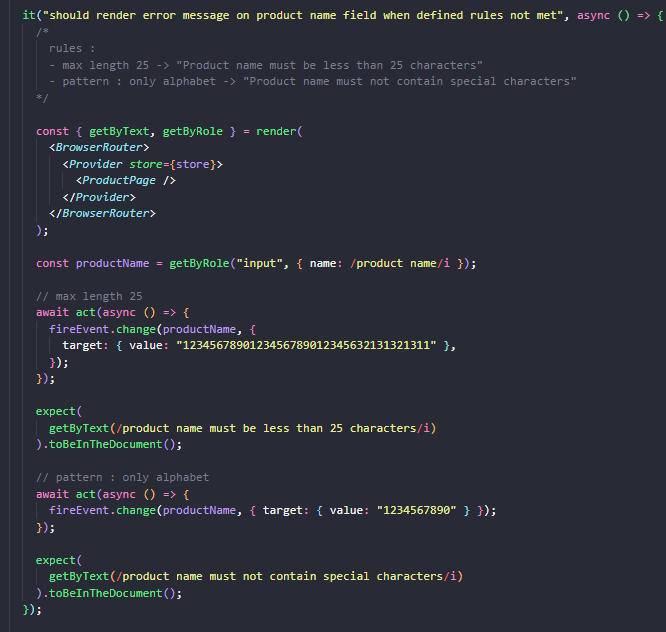 it("should render error message on product name field when defined rules not met", async () => {
/*
rules :
- max length 25 -> "Product name must be less than 25 characters"
- pattern : only alphabet -> "Product name must not contain special characters"
*/
const { getByText, getByRole } = render(
<BrowserRouter>
<Provider store={store}>
<ProductPage />
</Provider>
</BrowserRouter>
);
const productName = getByRole("input", { name: /product name/i });
// max length 25
await act(async () => {
fireEvent.change(productName, {
target: { value: "12345678901234567890123456321313213​11" },
});
});
expect(
getByText(/product name must be less than 25 characters/i)
).toBeInTheDocument();
// pattern : only alphabet
await act(async () => {
fireEvent.change(productName, { target: { value: "1234567890" } });
});
expect(
getByText(/product name must not contain special characters/i)
).toBeInTheDocument();
});